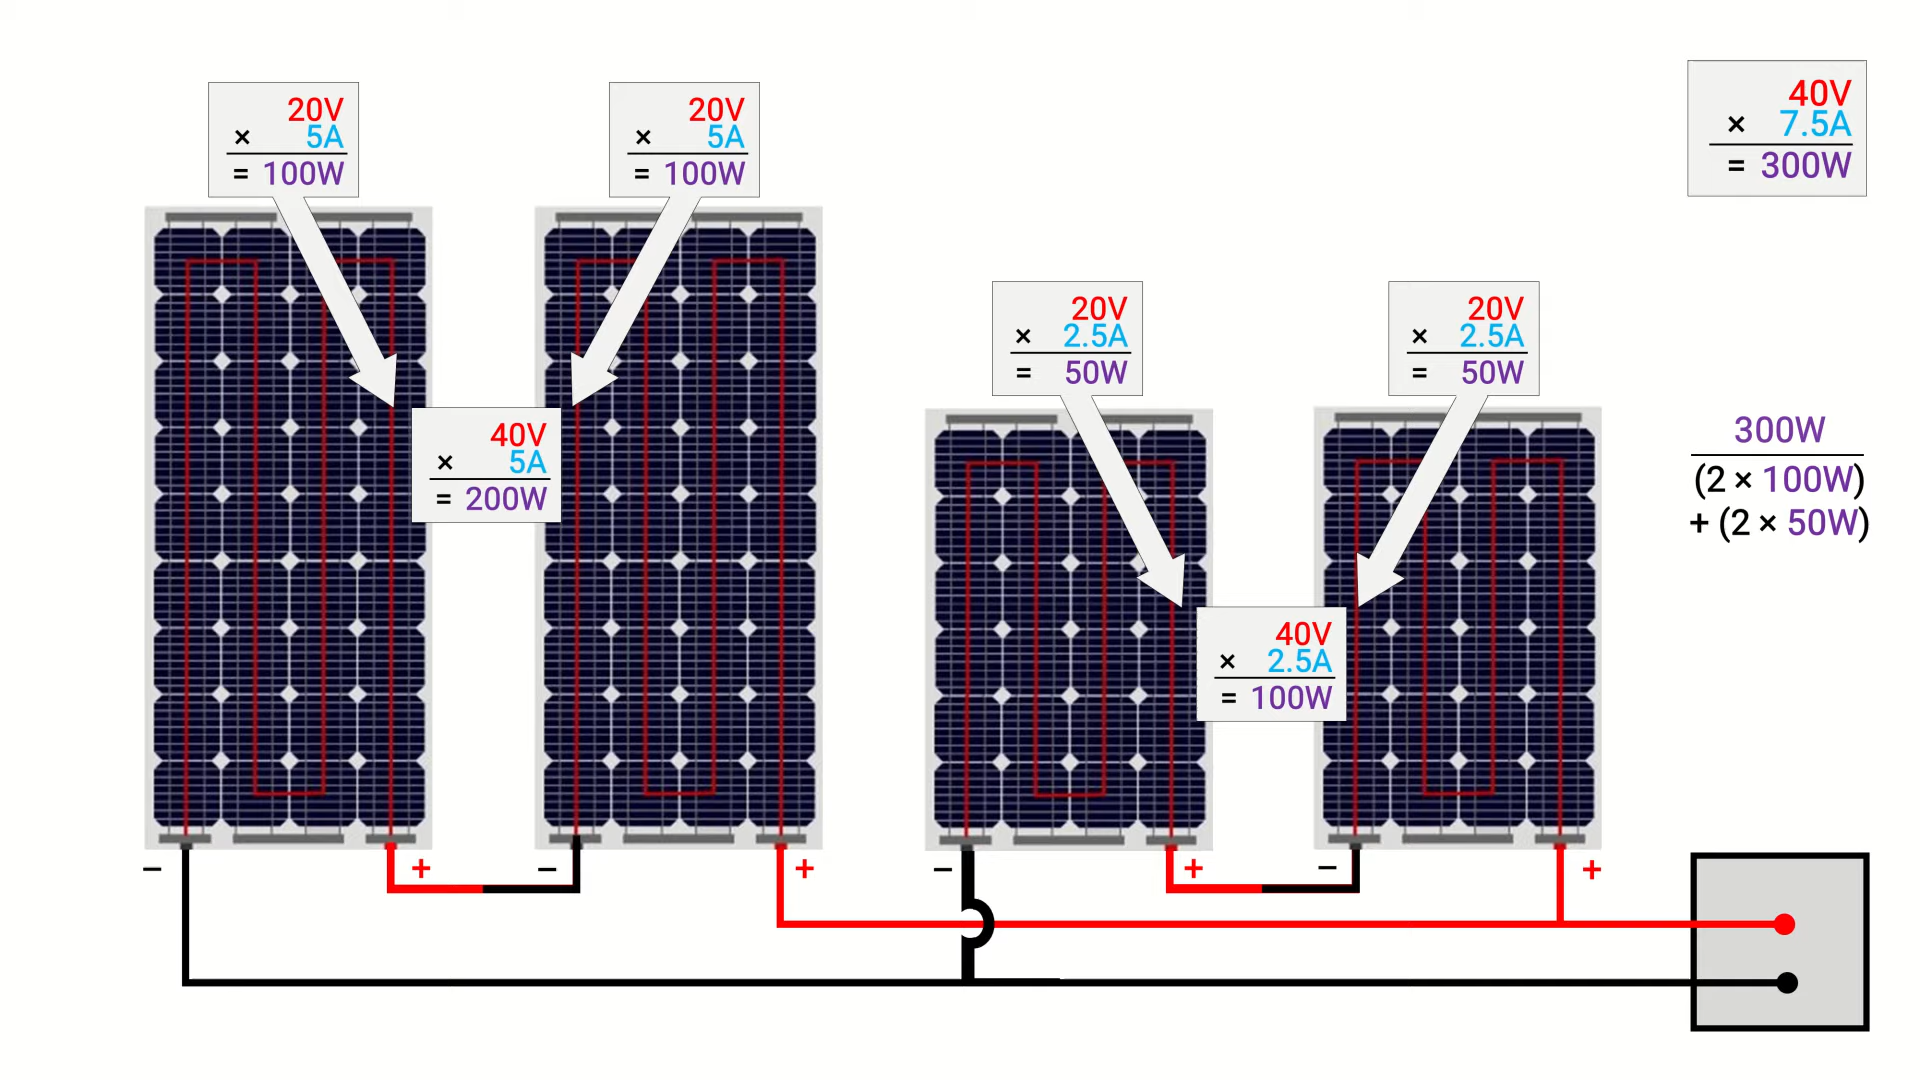 20V
× 5A
= 100W
20V
× 5A
= 100W
40V
× 7.5A
= 300W
20V
× 2.5A
= 50W
20V
× 2.5A
= 50W
40V
× 5A
= 200W
300W
(2 × 100W)
+ (2 × 50W)
40V
× 2.5A
= 100W
− + − + − + − +